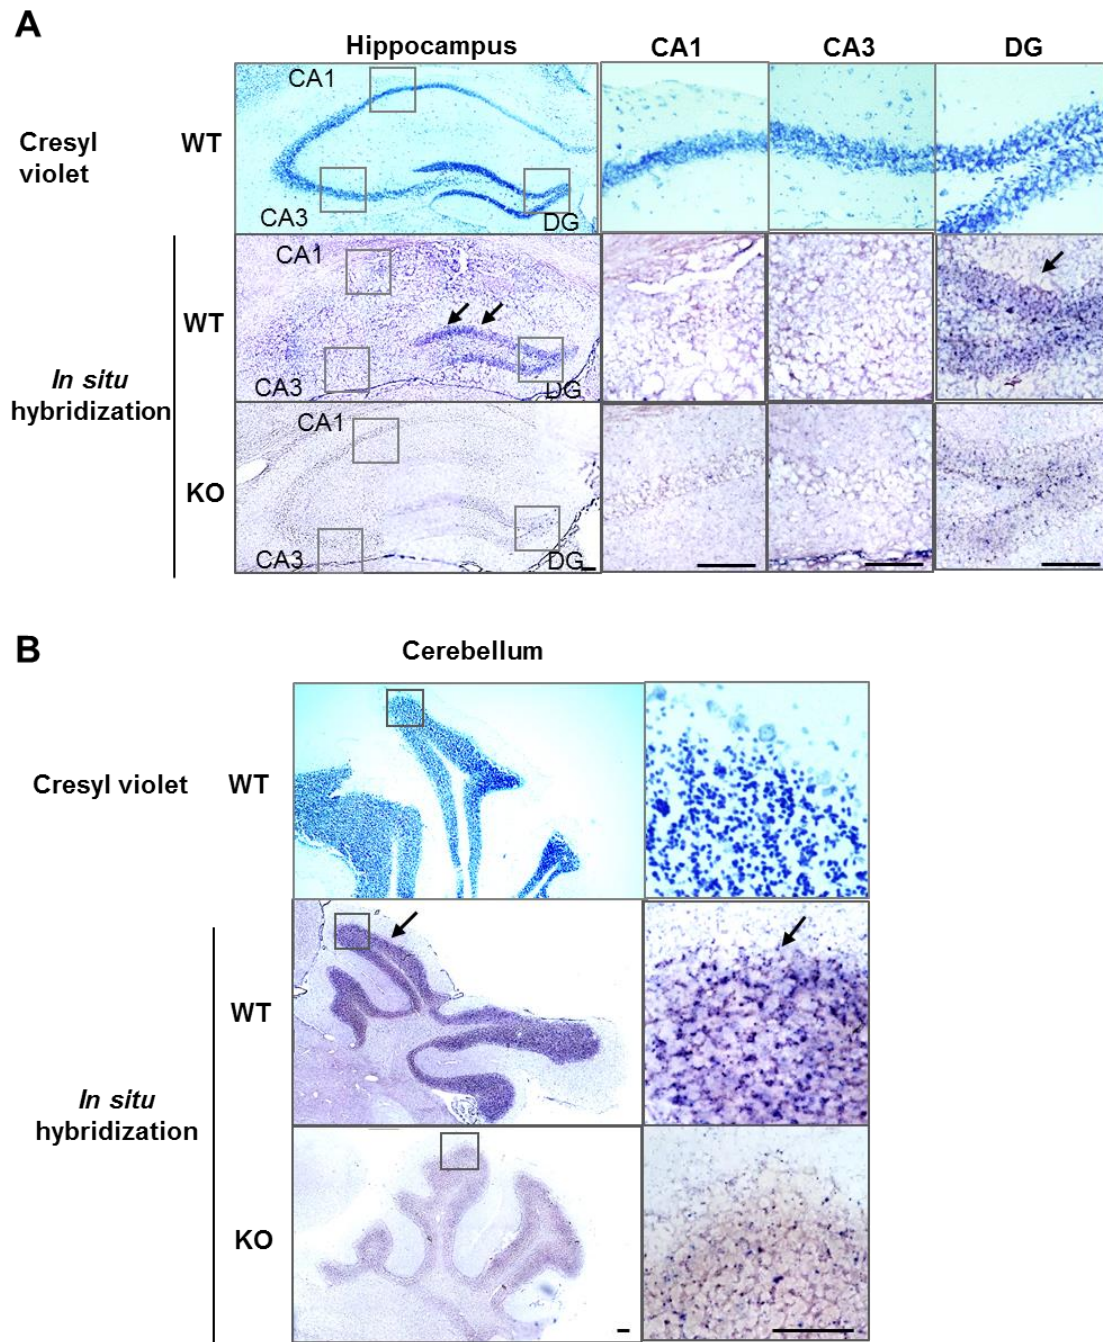 A
Hippocampus CA1 CA3 DG
Cresyl
violet
WT
CA1
CA3
DG
In situ
hybridization
WT
CA1
CA3
DG
KO
CA1
CA3
DG
B
Cerebellum
Cresyl violet WT
In situ
hybridization
WT
KO